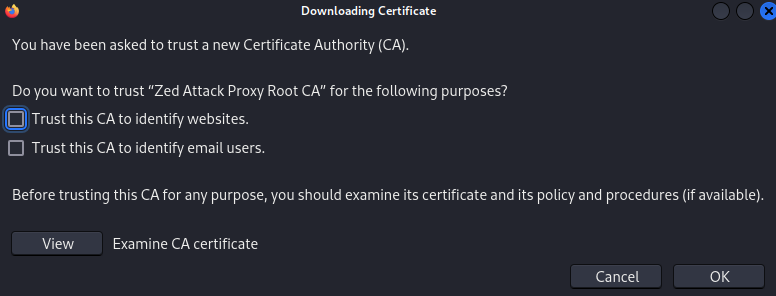 Downloading Certificate
You have been asked to trust a new Certificate Authority (CA).
Do you want to trust “Zed Attack Proxy Root CA” for the following purposes?
Trust this CA to identify websites.
Trust this CA to identify email users.
Before trusting this CA for any purpose, you should examine its certificate and its policy and procedures (if available).
View Examine CA certificate
Cancel OK